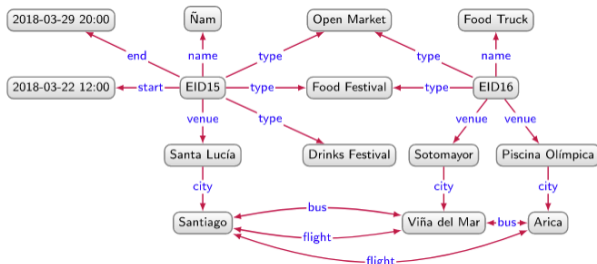 2018-03-29 20:00 Ñam Open Market Food Truck
end name type type name
2018-03-22 12:00 start EID15 type Food Festival type EID16
venue type venue venue
Santa Lucía Drinks Festival Sotomayor Piscina Olímpica
city city city
bus
Santiago Viña del Mar bus Arica
flight
flight